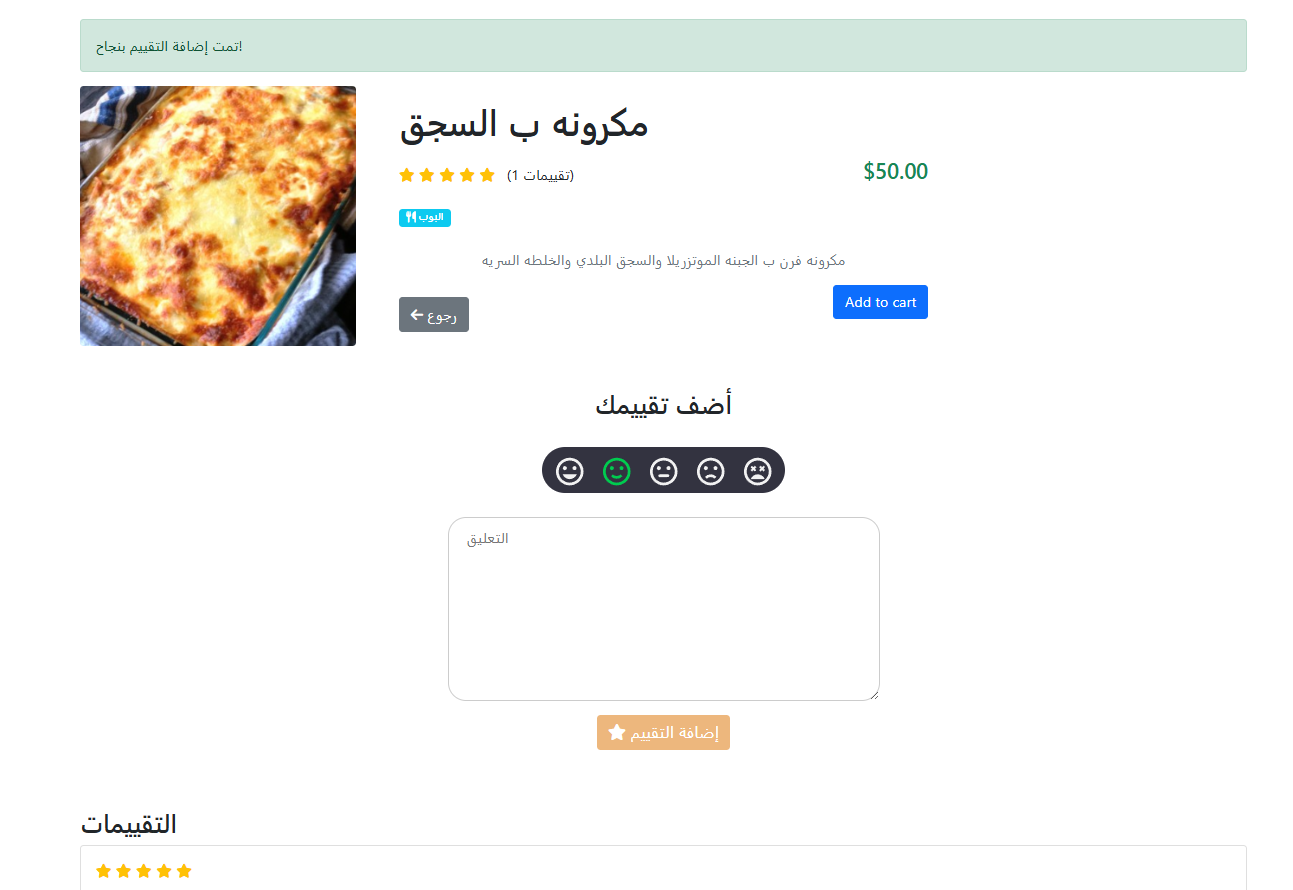 تمت إضافة التقييم بنجاح!
مكرونه ب السجق
(1 تقييمات)
$50.00
البوب
مكرونه فرن ب الجبنه الموتزريلا والسجق البلدي والخلطه السريه
Add to cart
رجوع
أضف تقييمك
التعليق
إضافة التقييم
التقييمات